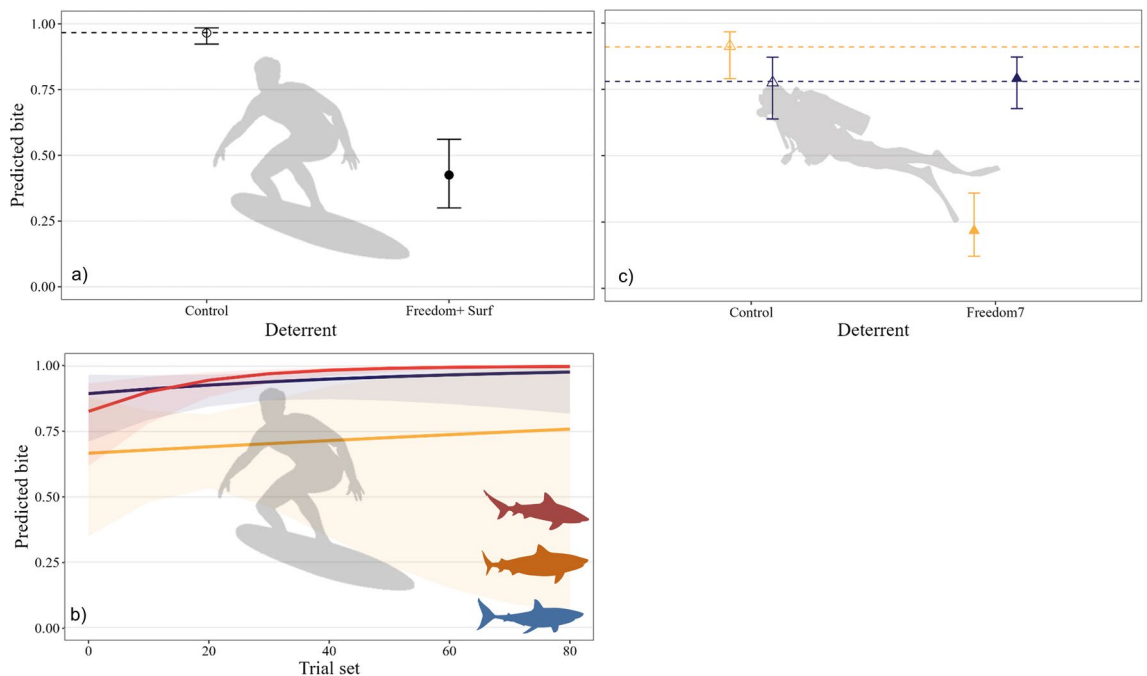 1.00
0.75
0.50
0.25
0.00
Predicted bite
a)
Control
Freedom+ Surf
Deterrent
c)
Control
Freedom7
Deterrent
1.00
0.75
0.50
0.25
0.00
Predicted bite
b)
0
20
40
60
80
Trial set